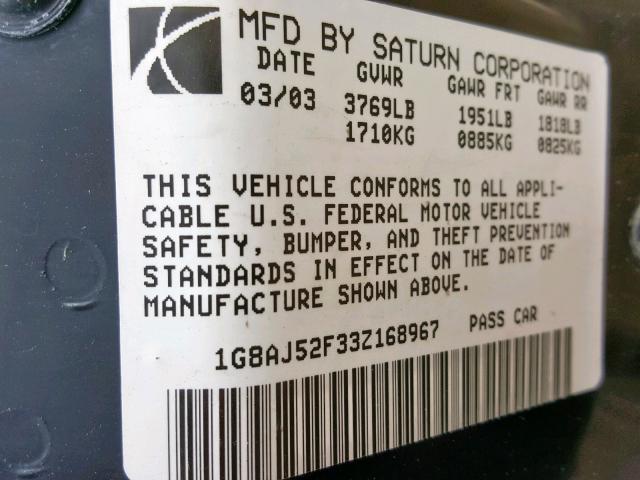 MFD BY SATURN CORPORATION
DATE GVWR GAWR FRT GAWR RR
03/03 3769LB 1951LB 1818LB
1710KG 0885KG 0825KG
THIS VEHICLE CONFORMS TO ALL APPLI-
CABLE U.S. FEDERAL MOTOR VEHICLE
SAFETY, BUMPER, AND THEFT PREVENTION
STANDARDS IN EFFECT ON THE DATE OF
MANUFACTURE SHOWN ABOVE.
1G8AJ52F33Z168967 PASS CAR